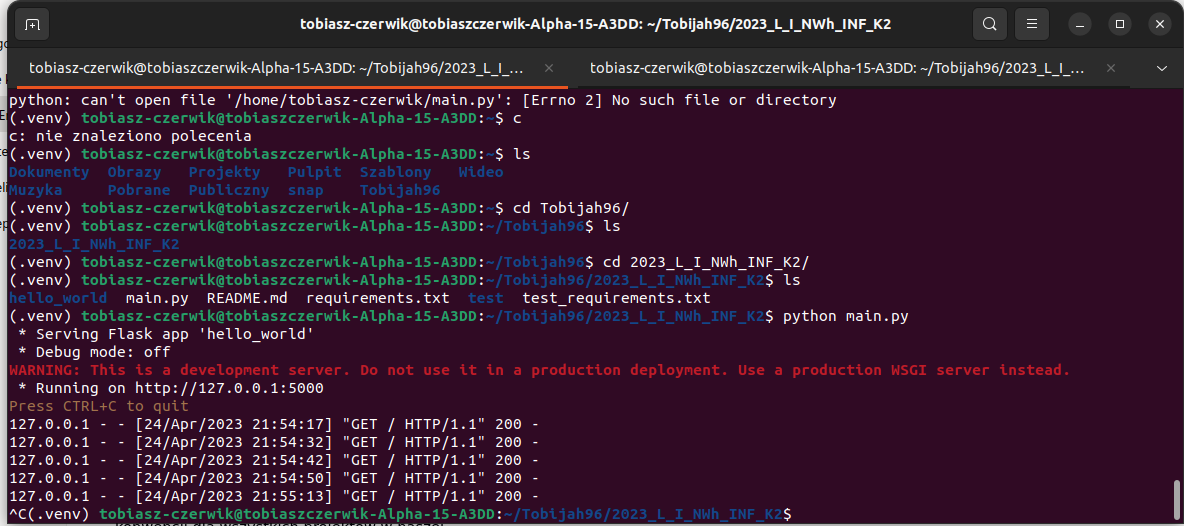 tobiasz-czerwik@tobiaszczerwik-Alpha-15-A3DD: ~/Tobijah96/2023_L_I_NWh_INF_K2
tobiasz-czerwik@tobiaszczerwik-Alpha-15-A3DD: ~/Tobijah96/2023_L_I_... × tobiasz-czerwik@tobiaszczerwik-Alpha-15-A3DD: ~/Tobijah96/2023_L_I_... ×
python: can't open file '/home/tobiasz-czerwik/main.py': [Errno 2] No such file or directory
(.venv) tobiasz-czerwik@tobiaszczerwik-Alpha-15-A3DD:~$ c
c: nie znaleziono polecenia
(.venv) tobiasz-czerwik@tobiaszczerwik-Alpha-15-A3DD:~$ ls
Dokumenty  Obrazy   Projekty   Pulpit  Szablony   Wideo
Muzyka     Pobrane  Publiczny  snap    Tobijah96
(.venv) tobiasz-czerwik@tobiaszczerwik-Alpha-15-A3DD:~$ cd Tobijah96/
(.venv) tobiasz-czerwik@tobiaszczerwik-Alpha-15-A3DD:~/Tobijah96$ ls
2023_L_I_NWh_INF_K2
(.venv) tobiasz-czerwik@tobiaszczerwik-Alpha-15-A3DD:~/Tobijah96$ cd 2023_L_I_NWh_INF_K2/
(.venv) tobiasz-czerwik@tobiaszczerwik-Alpha-15-A3DD:~/Tobijah96/2023_L_I_NWh_INF_K2$ ls
hello_world  main.py  README.md  requirements.txt  test  test_requirements.txt
(.venv) tobiasz-czerwik@tobiaszczerwik-Alpha-15-A3DD:~/Tobijah96/2023_L_I_NWh_INF_K2$ python main.py
 * Serving Flask app 'hello_world'
 * Debug mode: off
WARNING: This is a development server. Do not use it in a production deployment. Use a production WSGI server instead.
 * Running on http://127.0.0.1:5000
Press CTRL+C to quit
127.0.0.1 - - [24/Apr/2023 21:54:17] "GET / HTTP/1.1" 200 -
127.0.0.1 - - [24/Apr/2023 21:54:32] "GET / HTTP/1.1" 200 -
127.0.0.1 - - [24/Apr/2023 21:54:42] "GET / HTTP/1.1" 200 -
127.0.0.1 - - [24/Apr/2023 21:54:50] "GET / HTTP/1.1" 200 -
127.0.0.1 - - [24/Apr/2023 21:55:13] "GET / HTTP/1.1" 200 -
^C(.venv) tobiasz-czerwik@tobiaszczerwik-Alpha-15-A3DD:~/Tobijah96/2023_L_I_NWh_INF_K2$